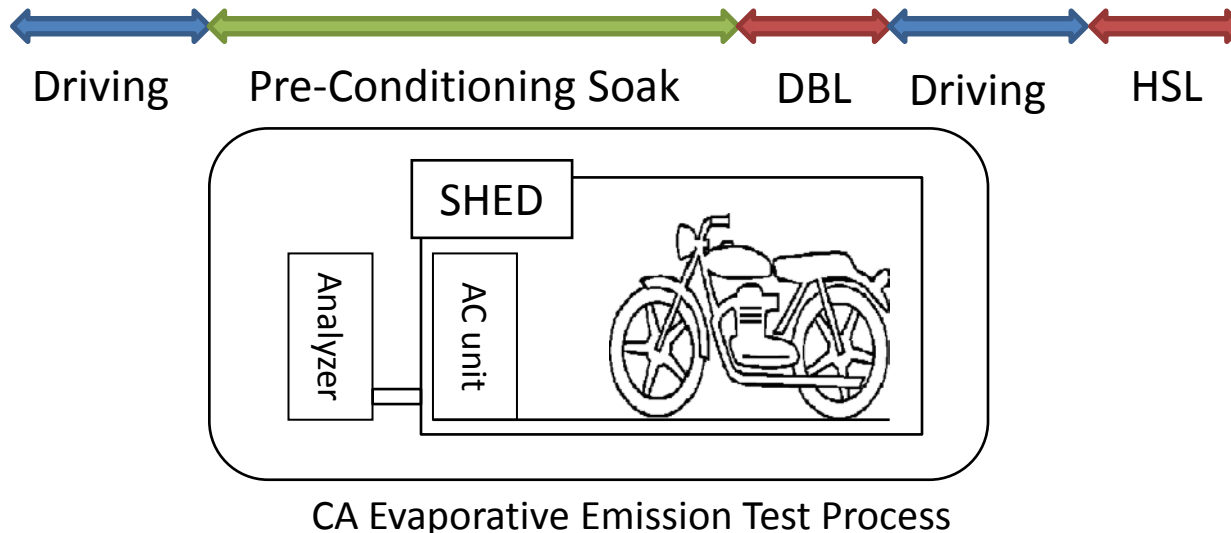 Driving Pre-Conditioning Soak DBL Driving HSL
SHED
Analyzer
AC unit
CA Evaporative Emission Test Process